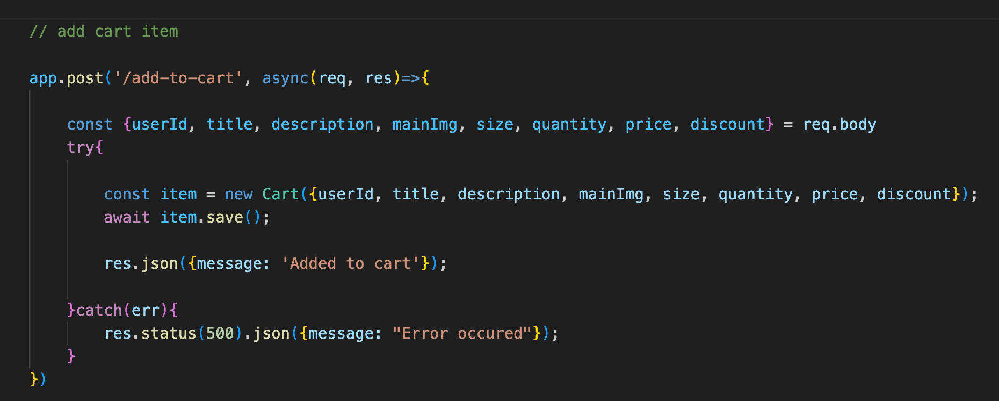 // add cart item
app.post('/add-to-cart', async(req, res)=>{
const {userId, title, description, mainImg, size, quantity, price, discount} = req.body
try{
const item = new Cart({userId, title, description, mainImg, size, quantity, price, discount});
await item.save();
res.json({message: 'Added to cart'});
}catch(err){
res.status(500).json({message: "Error occured"});
}
})